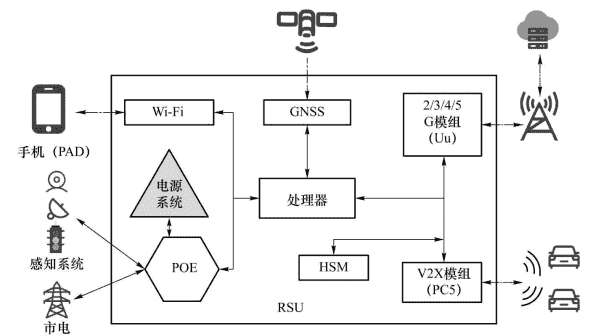 Wi-Fi
GNSS
2/3/4/5
G模组
(Uu)
手机 (PAD)
电源
系统
处理器
感知系统
POE
HSM
V2X模组
(PC5)
市电
RSU